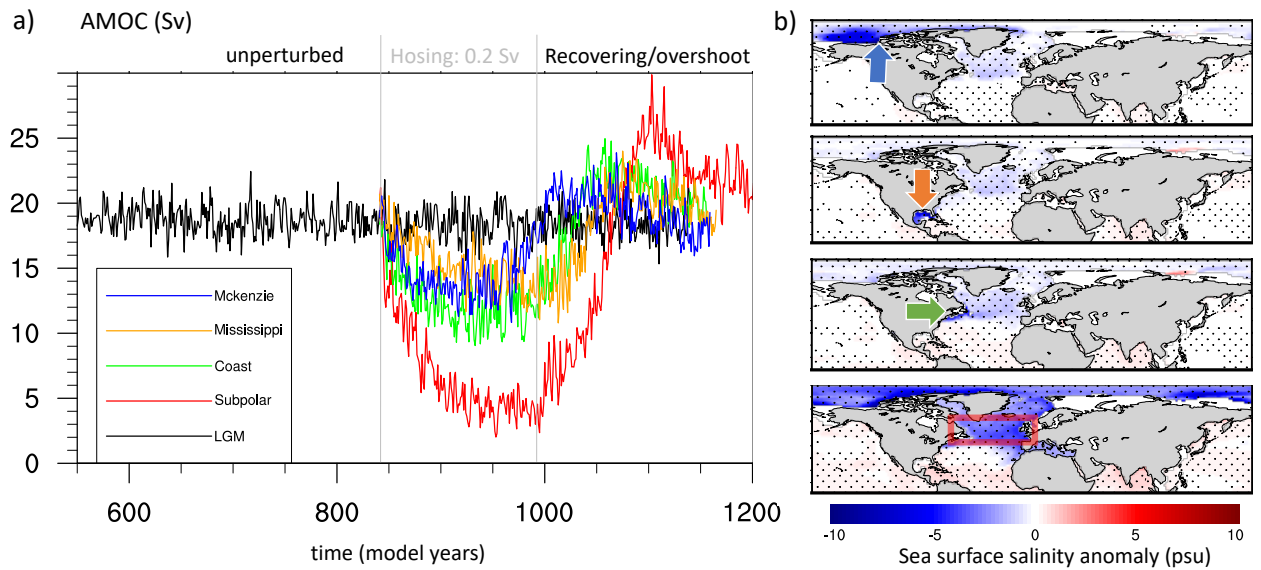 a)
AMOC (Sv)
b)
unperturbed
Hosing: 0.2 Sv
Recovering/overshoot
25
20
15
10
5
0
Mckenzie
Mississippi
Coast
Subpolar
LGM
600
800
1000
1200
time (model years)
-10
-5
0
5
10
Sea surface salinity anomaly (psu)